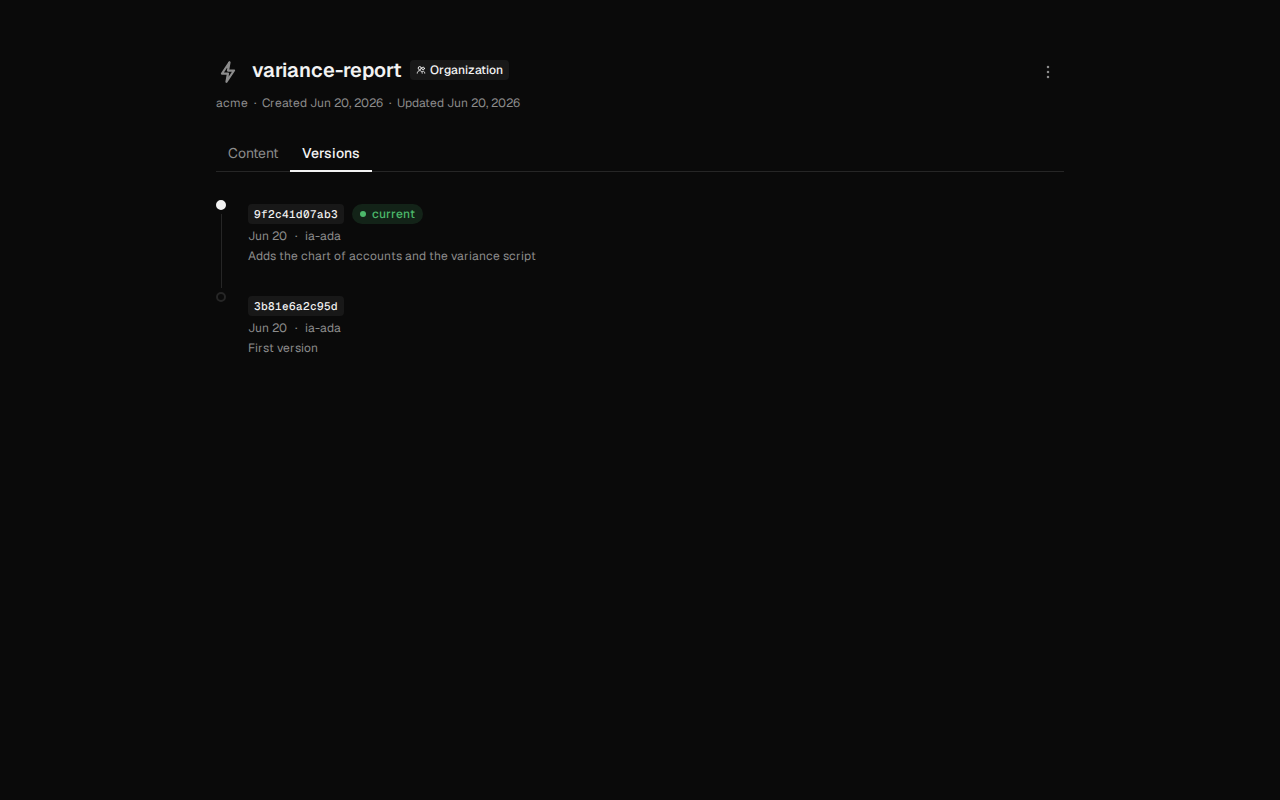 variance-report Organization
acme · Created Jun 20, 2026 · Updated Jun 20, 2026
Content Versions
9f2c41d07ab3 current
Jun 20 · ia-ada
Adds the chart of accounts and the variance script
3b81e6a2c95d
Jun 20 · ia-ada
First version